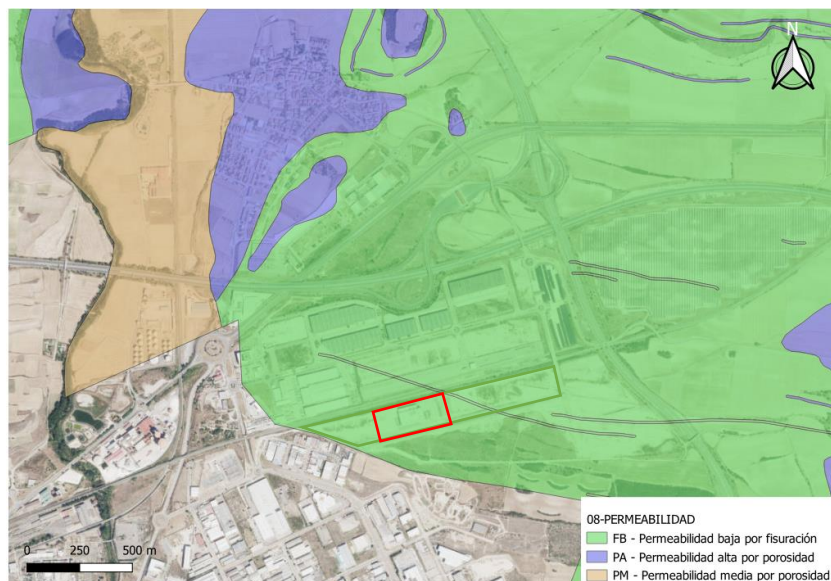 N
08-PERMEABILIDAD
FB - Permeabilidad baja por fisuración
PA - Permeabilidad alta por porosidad
PM - Permeabilidad media por porosidad
0 250 500 m